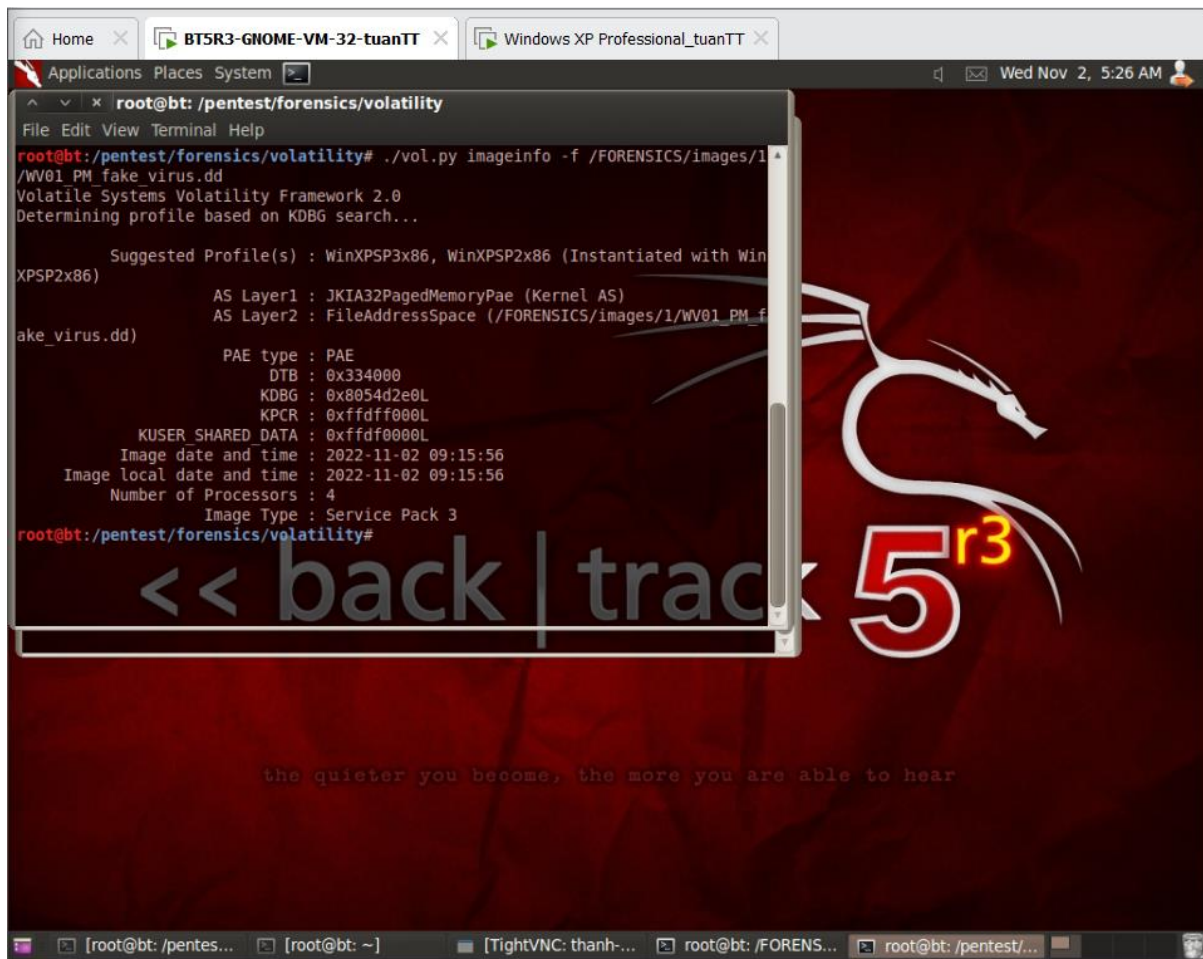 Home
BT5R3-GNOME-VM-32-tuanTT
Windows XP Professional_tuanTT
Applications Places System
Wed Nov 2, 5:26 AM
root@bt: /pentest/forensics/volatility
File Edit View Terminal Help
root@bt:/pentest/forensics/volatility# ./vol.py imageinfo -f /FORENSICS/images/1
/WV01_PM_fake_virus.dd
Volatile Systems Volatility Framework 2.0
Determining profile based on KDBG search...
Suggested Profile(s) : WinXPSP3x86, WinXPSP2x86 (Instantiated with Win
XPSP2x86)
AS Layer1 : JKIA32PagedMemoryPae (Kernel AS)
AS Layer2 : FileAddressSpace (/FORENSICS/images/1/WV01_PM_f
ake_virus.dd)
PAE type : PAE
DTB : 0x334000
KDBG : 0x8054d2e0L
KPCR : 0xffdff000L
KUSER_SHARED_DATA : 0xffdf0000L
Image date and time : 2022-11-02 09:15:56
Image local date and time : 2022-11-02 09:15:56
Number of Processors : 4
Image Type : Service Pack 3
root@bt:/pentest/forensics/volatility#
<< back | track 5 r3
the quieter you become, the more you are able to hear
[root@bt: /pentes...
[root@bt: ~]
[TightVNC: thanh-...
root@bt: /FORENS...
root@bt: /pentest/...